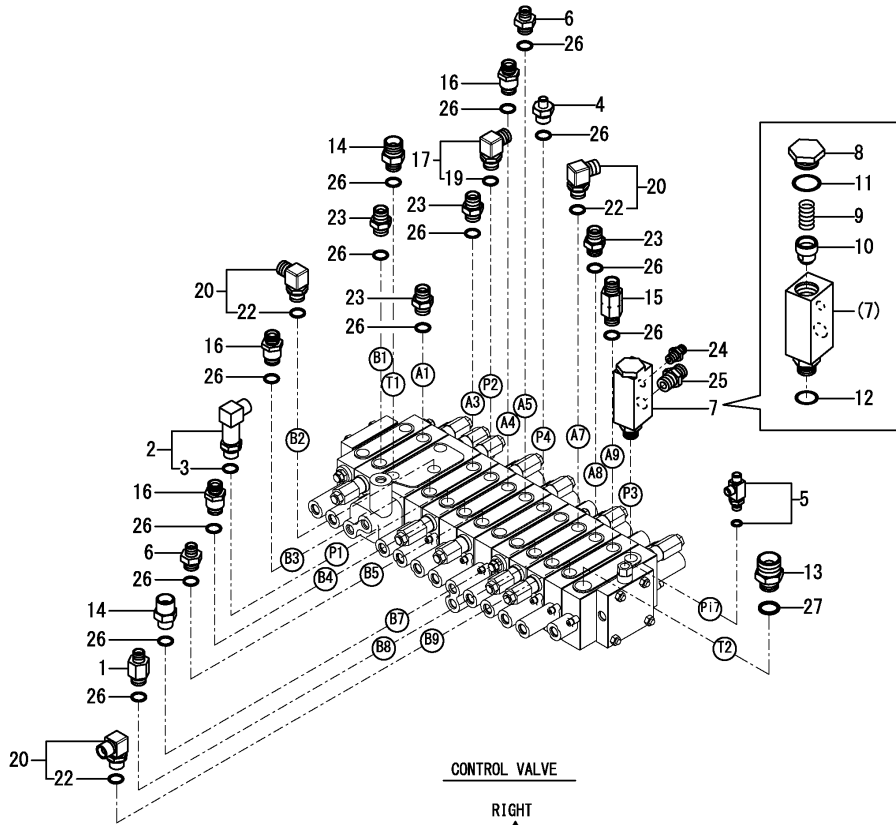 6
26
16
26
4
26
14
17
19
26
23
26
23
26
20
22
8
11
9
10
(7)
12
23
26
15
26
24
25
7
20
22
23
26
16
26
B1
T1
A1
A3
P2
A4
A5
P4
A7
A8
A9
P3
B2
2
3
16
26
5
6
26
B3
P1
B4
B5
13
27
14
26
B7
B8
B9
Pi7
T2
1
26
20
22
CONTROL VALVE
RIGHT